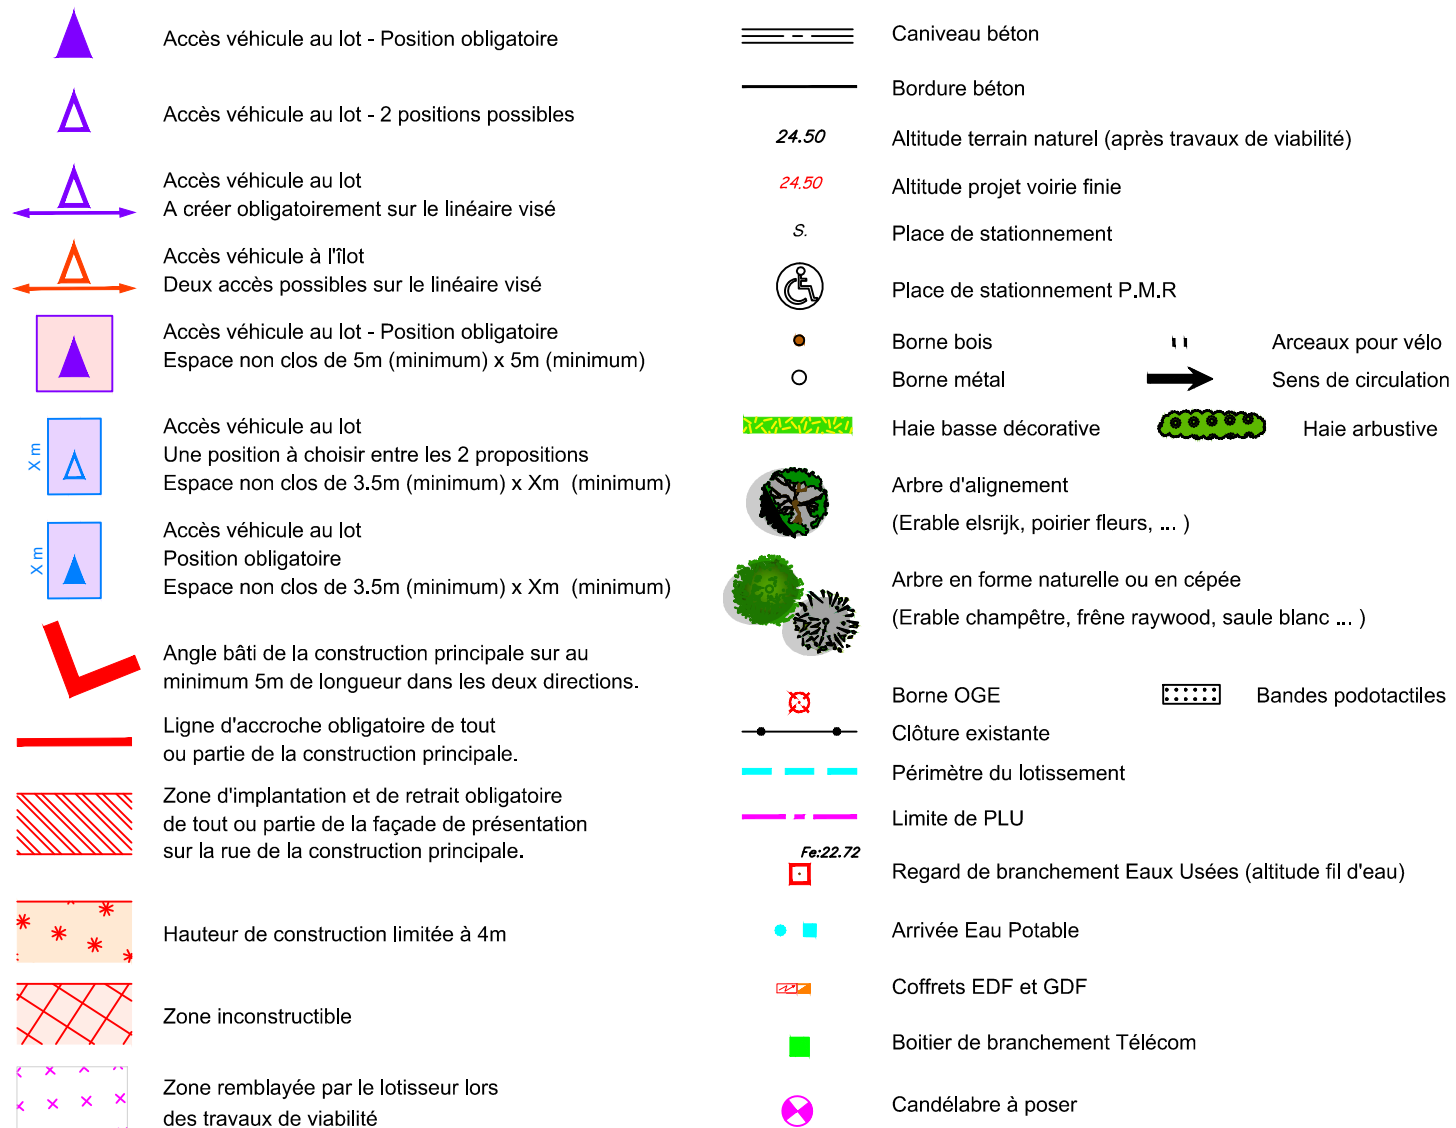 Accès véhicule au lot - Position obligatoire
Accès véhicule au lot - 2 positions possibles
Accès véhicule au lot
A créer obligatoirement sur le linéaire visé
Accès véhicule à l'îlot
Deux accès possibles sur le linéaire visé
Accès véhicule au lot - Position obligatoire
Espace non clos de 5m (minimum) x 5m (minimum)
X m
Accès véhicule au lot
Une position à choisir entre les 2 propositions
Espace non clos de 3.5m (minimum) x Xm (minimum)
X m
Accès véhicule au lot
Position obligatoire
Espace non clos de 3.5m (minimum) x Xm (minimum)
Angle bâti de la construction principale sur au
minimum 5m de longueur dans les deux directions.
Ligne d'accroche obligatoire de tout
ou partie de la construction principale.
Zone d'implantation et de retrait obligatoire
de tout ou partie de la façade de présentation
sur la rue de la construction principale.
Hauteur de construction limitée à 4m
Zone inconstructible
Zone remblayée par le lotisseur lors
des travaux de viabilité
Caniveau béton
Bordure béton
24.50 Altitude terrain naturel (après travaux de viabilité)
24.50 Altitude projet voirie finie
S. Place de stationnement
Place de stationnement P.M.R
Borne bois
Arceaux pour vélo
Borne métal
Sens de circulation
Haie basse décorative
Haie arbustive
Arbre d'alignement
(Erable elsrijk, poirier fleurs, ... )
Arbre en forme naturelle ou en cépée
(Erable champêtre, frêne raywood, saule blanc ... )
Borne OGE
Bandes podotactiles
Clôture existante
Périmètre du lotissement
Limite de PLU
Fe:22.72
Regard de branchement Eaux Usées (altitude fil d'eau)
Arrivée Eau Potable
Coffrets EDF et GDF
Boitier de branchement Télécom
Candélabre à poser